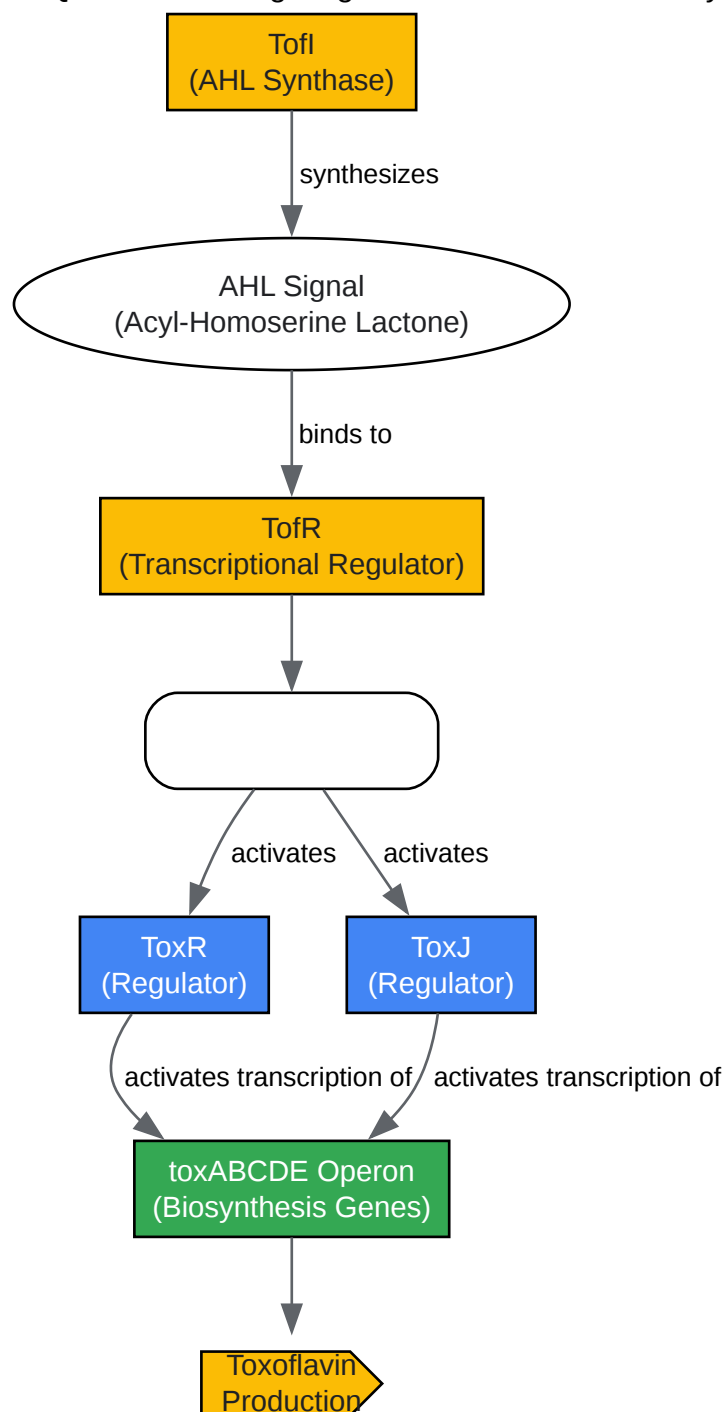 TofI
(AHL Synthase)
synthesizes
AHL Signal
(Acyl-Homoserine Lactone)
binds to
TofR
(Transcriptional Regulator)
activates
activates
ToxR
(Regulator)
ToxJ
(Regulator)
activates transcription of
activates transcription of
toxABCDE Operon
(Biosynthesis Genes)
Toxoflavin
Production